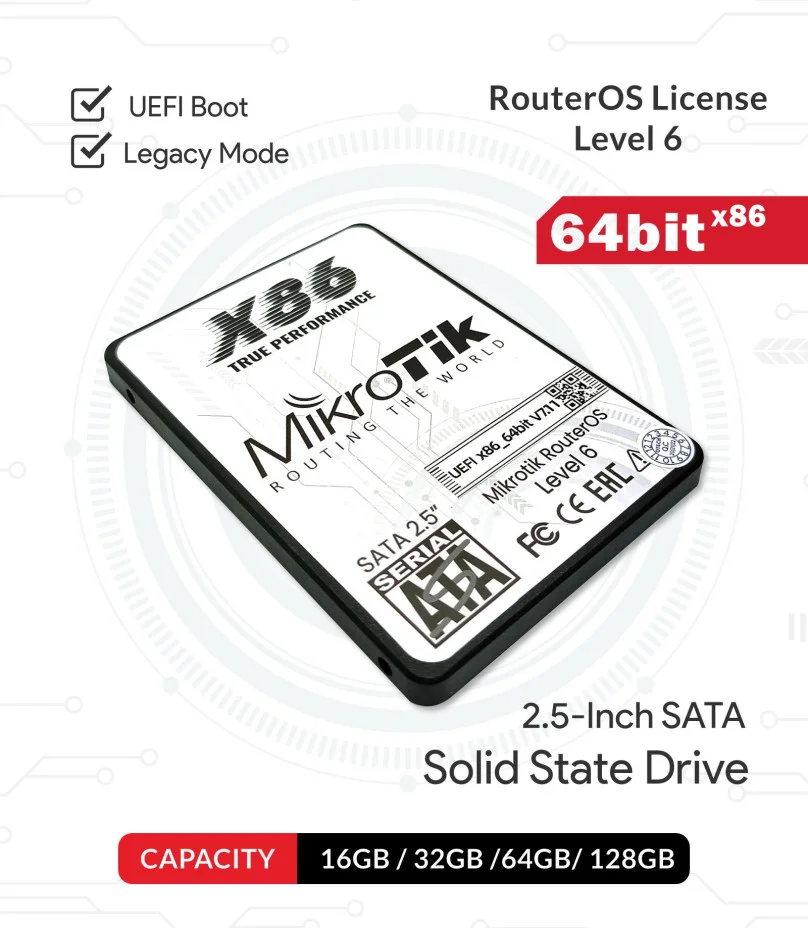 UEFI Boot
Legacy Mode
RouterOS License
Level 6
64bit x86
X86
TRUE PERFORMANCE
MikroTik
ROUTING THE WORLD
UEFI X86_64bit V7.11
Mikrotik RouterOS
Level 6
FC CE EAC
SATA 2.5"
SERIAL
ATA
2.5-Inch SATA
Solid State Drive
CAPACITY 16GB / 32GB /64GB/ 128GB